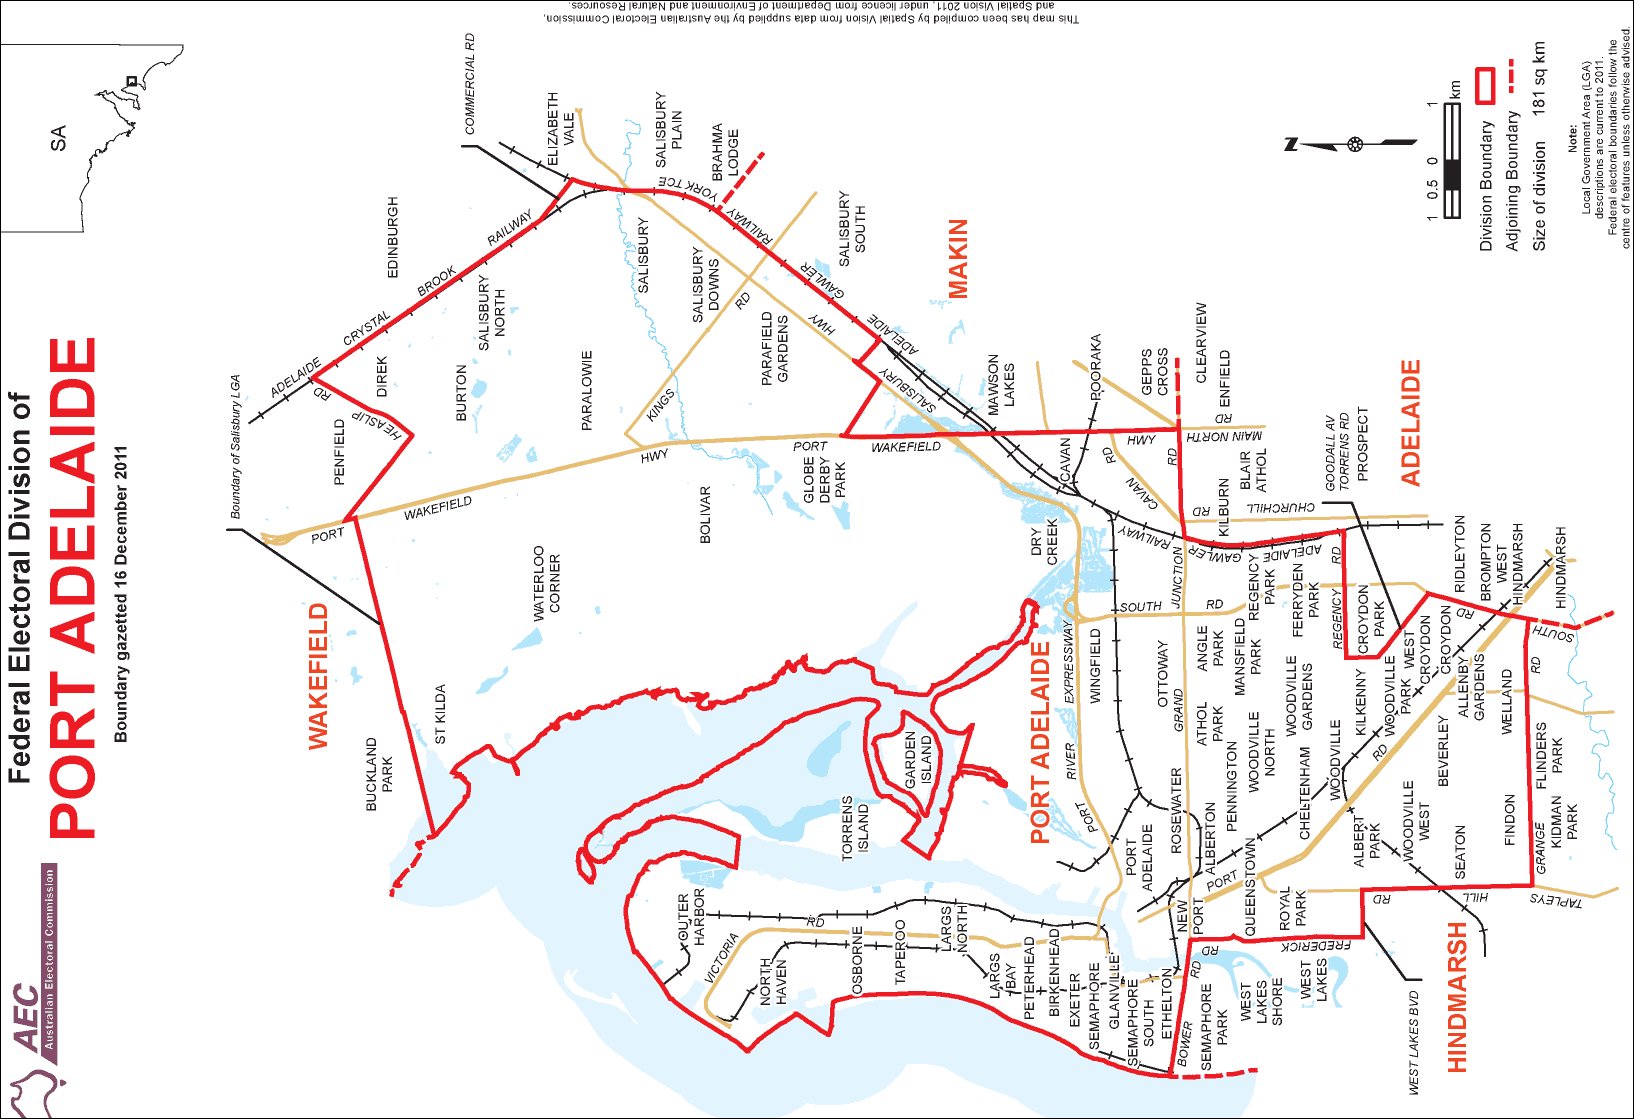 AEC
Australian Electoral Commission
Federal Electoral Division of
PORT ADELAIDE
Boundary gazetted 16 December 2011
SA
COMMERCIAL RD
Boundary of Salisbury LGA
WAKEFIELD
BUCKLAND
PARK
ST KILDA
PENFIELD
PORT
WAKEFIELD
HWY
HEASLIP
RD
DIREK
ADELAIDE
CRYSTAL
BROOK
RAILWAY
EDINBURGH
BURTON
SALISBURY
NORTH
ELIZABETH
VALE
SALISBURY
PLAIN
BRAHMA
LODGE
YORK TCE
SALISBURY
SALISBURY
DOWNS
PARALOWIE
KINGS
RD
PARAFIELD
GARDENS
SALISBURY
SOUTH
RAILWAY
GAWLER
ADELAIDE
SALISBURY
HWY
MAKIN
WATERLOO
CORNER
BOLIVAR
GLOBE
DERBY
PARK
PORT
WAKEFIELD
HWY
MAWSON
LAKES
POORAKA
GEPPS
CROSS
CLEARVIEW
ENFIELD
CAVAN
CAVAN
RD
RD
MAIN NORTH
RD
BLAIR
ATHOL
KILBURN
CHURCHILL
RD
GOODALL AV
TORRENS RD
PROSPECT
ADELAIDE
DRY
CREEK
RAILWAY
GAWLER
ADELAIDE
JUNCTION
SOUTH
RD
REGENCY
PARK
FERRYDEN
PARK
REGENCY
RD
CROYDON
PARK
RIDLEYTON
BROMPTON
WEST
HINDMARSH
HINDMARSH
RD
SOUTH
PORT ADELAIDE
PORT
RIVER
EXPRESSWAY
WINGFIELD
OTTOWAY
GRAND
ANGLE
PARK
MANSFIELD
PARK
ATHOL
PARK
WOODVILLE
GARDENS
WOODVILLE
NORTH
PENNINGTON
KILKENNY
WOODVILLE
PARK
WEST
CROYDON
CROYDON
ALLENBY
GARDENS
WELLAND
BEVERLEY
WOODVILLE
CHELTENHAM
RD
FLINDERS
PARK
RD
GRANGE
KIDMAN
PARK
FINDON
WOODVILLE
WEST
ALBERT
PARK
SEATON
TAPLEYS
HILL
RD
ROSEWATER
ALBERTON
QUEENSTOWN
PORT
ROYAL
PARK
PORT
ADELAIDE
NEW
PORT
GARDEN
ISLAND
TORRENS
ISLAND
OUTER
HARBOR
VICTORIA
RD
NORTH
HAVEN
OSBORNE
TAPEROO
LARGS
NORTH
LARGS
BAY
PETERHEAD
BIRKENHEAD
EXETER
SEMAPHORE
GLANVILLE
SEMAPHORE
SOUTH
ETHELTON
BOWER
RD
SEMAPHORE
PARK
WEST
LAKES
SHORE
WEST
LAKES
FREDERICK
RD
WEST LAKES BVD
HINDMARSH
N
1
0.5
0
1
km
Division Boundary
Adjoining Boundary
Size of division 181 sq km
Note:
Local Government Area (LGA)
descriptions are current to 2011.
Federal electoral boundaries follow the
centre of features unless otherwise advised.
This map has been compiled by Spatial Vision from data supplied by the Australian Electoral Commission,
and Spatial Vision 2011, under licence from Department of Environment and Natural Resources.